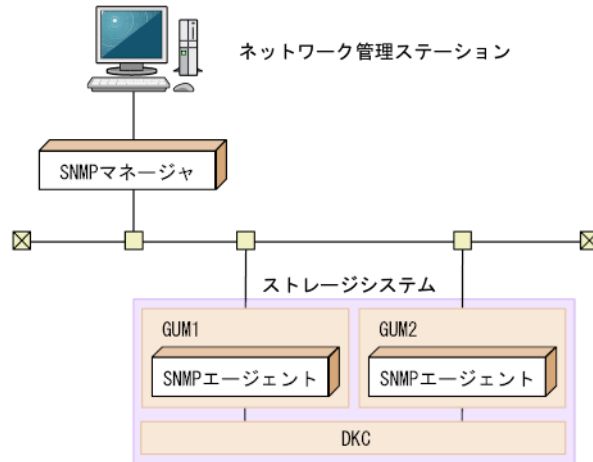 ネットワーク管理ステーション
SNMPマネージャ
ストレージシステム
GUM1
GUM2
SNMPエージェント
SNMPエージェント
DKC